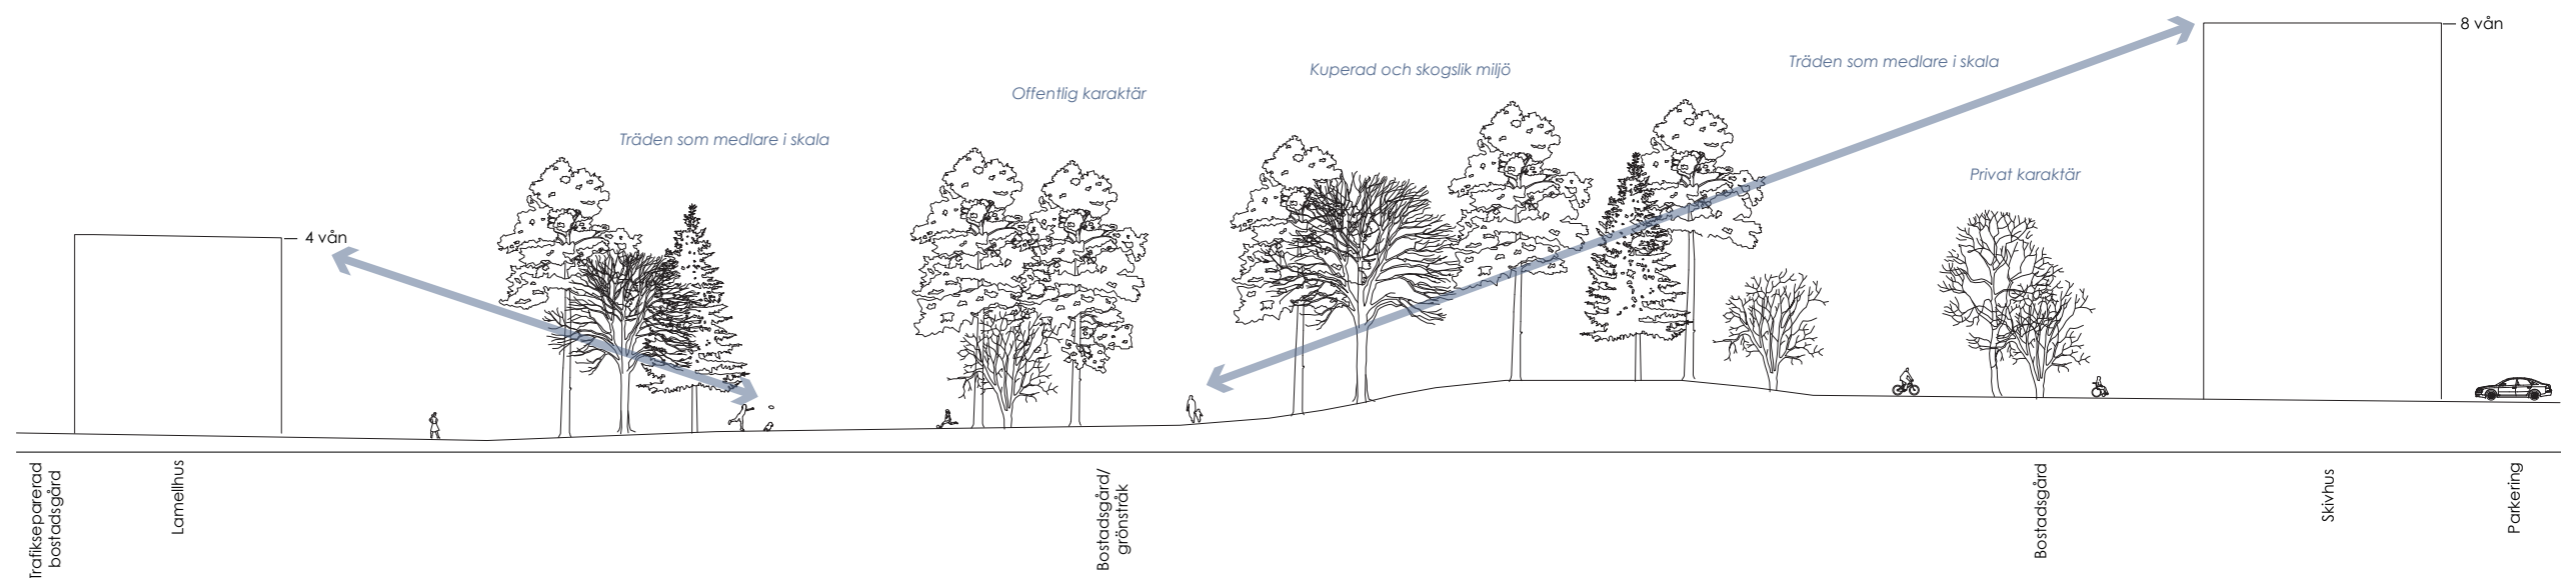 8 vån
Träden som medlare i skala
Kuperad och skogslik miljö
Offentlig karaktär
Träden som medlare i skala
Privat karaktär
4 vån
Trafikseparerad
bostadsgård
Lamellhus
Bostadsgård/
grönstråk
Bostadsgård
Skivhus
Parkering